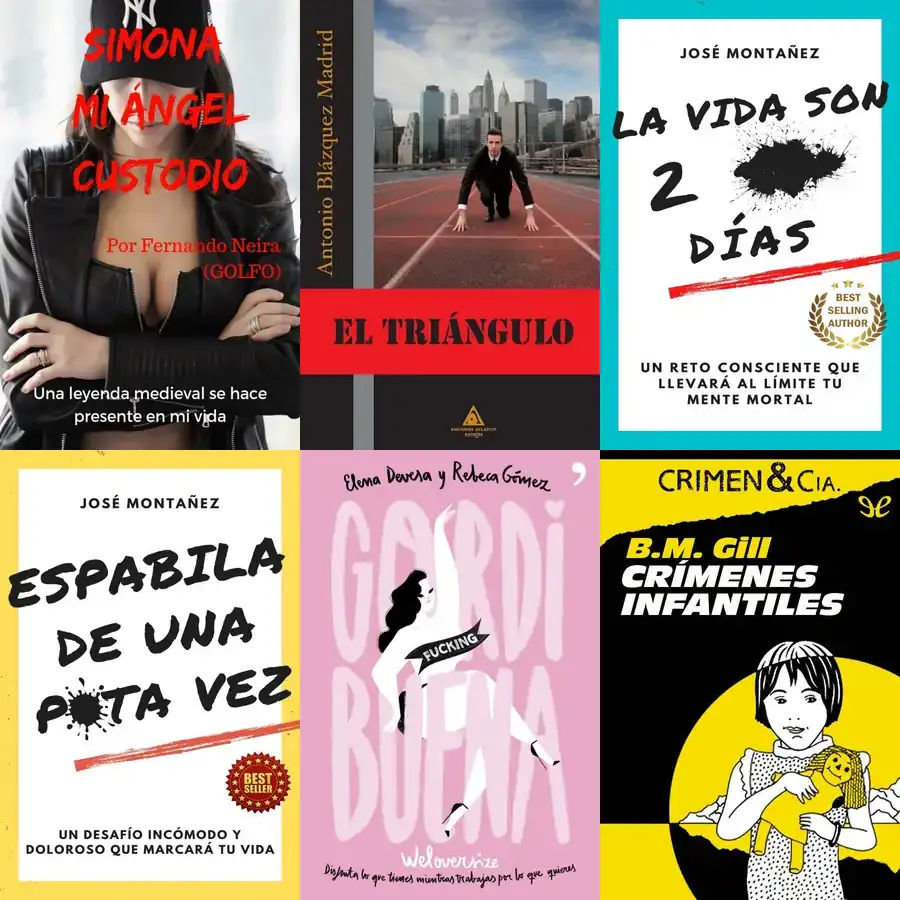 NY
SIMONA
MI ÁNGEL
CUSTODIO
Por Fernando Neira
(GOLFO)
Una leyenda medieval se hace
presente en mi vida
Antonio Blázquez Madrid
EL TRIÁNGULO
JOSÉ MONTAÑEZ
LA VIDA SON
2
DÍAS
BEST
SELLING
AUTHOR
UN RETO CONSCIENTE QUE
LLEVARÁ AL LÍMITE TU
MENTE MORTAL
JOSÉ MONTAÑEZ
ESPABILA
DE UNA
P TA VEZ
BEST
SELLER
UN DESAFÍO INCÓMODO Y
DOLOROSO QUE MARCARÁ TU VIDA
Elena Devesa y Rebeca Gómez
GORDI
FUCKING
BUENA
Weloversize
Disfruta lo que tienes mientras trabajas por lo que quieres
CRIMEN & CIA.
B.M. Gill
CRÍMENES
INFANTILES